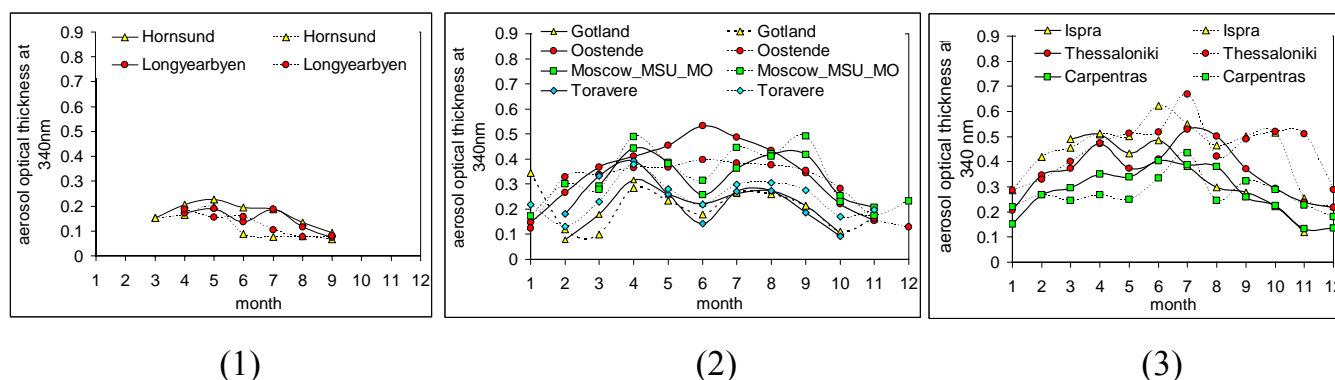 Hornsund Hornsund
Longyearbyen Longyearbyen
aerosol optical thickness at
340nm
0.9
0.8
0.7
0.6
0.5
0.4
0.3
0.2
0.1
0
1 2 3 4 5 6 7 8 9 10 11 12
month
(1)
Gotland Gotland
Oostende Oostende
Moscow_MSU_MO Moscow_MSU_MO
Toravere Toravere
aerosol optical thickness at
340nm
0.9
0.8
0.7
0.6
0.5
0.4
0.3
0.2
0.1
0
1 2 3 4 5 6 7 8 9 10 11 12
month
(2)
Ispra Ispra
Thessaloniki Thessaloniki
Carpentras Carpentras
aerosol optical thickness a
340 nm
0.9
0.8
0.7
0.6
0.5
0.4
0.3
0.2
0.1
0
1 2 3 4 5 6 7 8 9 10 11 12
month
(3)